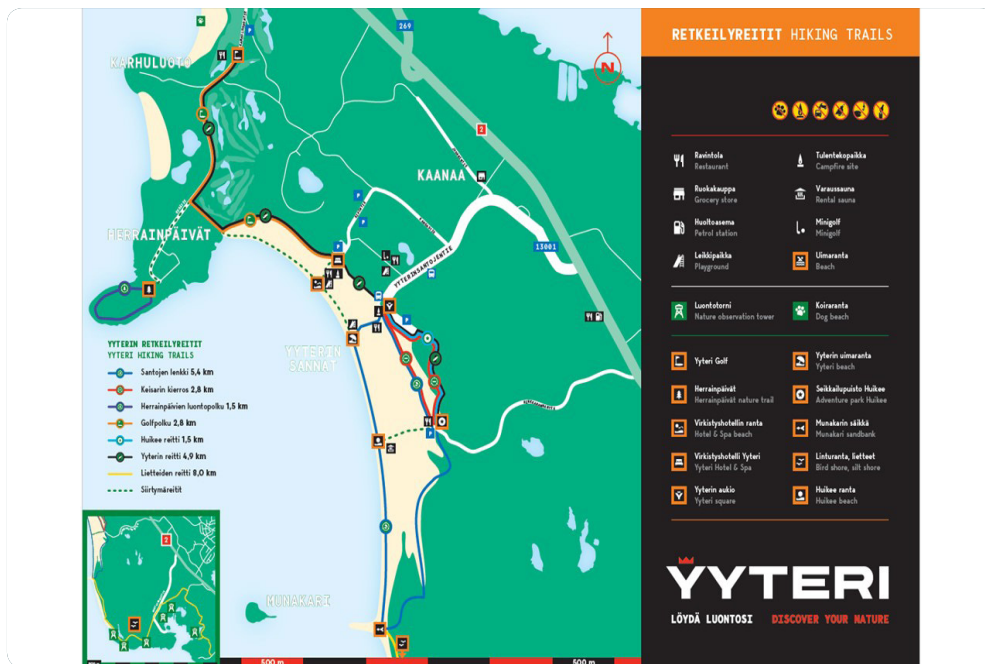 269
KARHULUOTO
N
2
KAANAA
HERRAINPÄIVÄT
13001
YYTERINSANTOJENTIE
YYTERIN
SANNAT
YYTERIN RETKEILYREITIT
YYTERI HIKING TRAILS
Santojen lenkki 5,4 km
Keisarin kierros 2,8 km
Herrainpäivien luontopolku 1,5 km
Golfpolku 2,8 km
Huikee reitti 1,5 km
Yyterin reitti 4,9 km
Lietteiden reitti 8,0 km
Siirtymäreitit
2
MUNAKARI
500 m
500 m
RETKEILYREITIT HIKING TRAILS
Ravintola
Restaurant
Tulentekopaikka
Campfire site
Ruokakauppa
Grocery store
Varaussauna
Rental sauna
Huoltoasema
Petrol station
Minigolf
Minigolf
Leikkipaikka
Playground
Uimaranta
Beach
Luontotorni
Nature observation tower
Koiraranta
Dog beach
Yyteri Golf
Yyterin uimaranta
Yyteri beach
Herrainpäivät
Herrainpäivät nature trail
Seikkailupuisto Huikee
Adventure park Huikee
Virkistyshotellin ranta
Hotel & Spa beach
Munakarin säikkä
Munakari sandbank
Virkistyshotelli Yyteri
Yyteri Hotel & Spa
Linturanta, lietteet
Bird shore, silt shore
Yyterin aukio
Yyteri square
Huikee ranta
Huikee beach
YYTERI
LÖYDÄ LUONTOSI DISCOVER YOUR NATURE